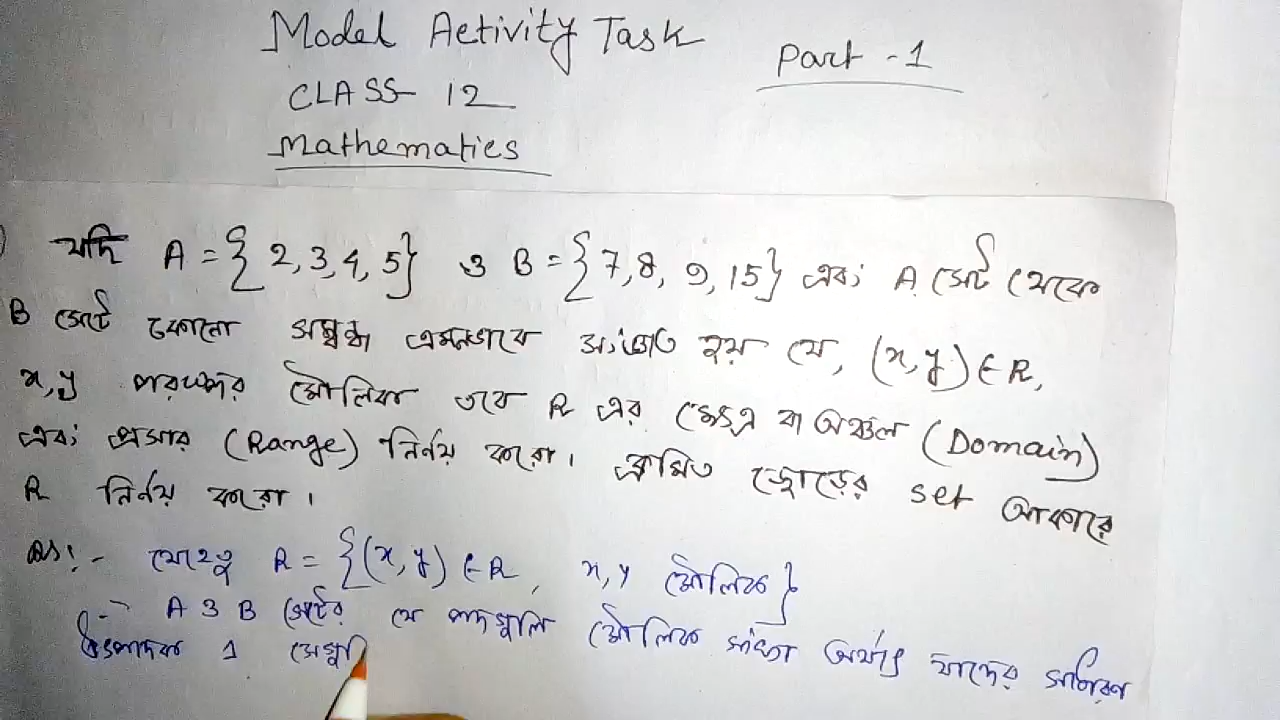 Model Activity Task
Part - 1
CLASS 12
Mathematics
যদি A = { 2, 3, 4, 5 } ও B = { 7, 8, 9, 15 } এবং A সেট থেকে
B সেটে কোনো সম্বন্ধ এমনভাবে সংজ্ঞাত হয় যে, (x, y) ∈ R,
x, y পরস্পর মৌলিক তবে R এর ক্ষেত্র বা অঞ্চল (Domain)
এবং প্রসার (Range) নির্ণয় করো। ক্রমিত জোড়ের set আকারে
R নির্ণয় করো।
যেহেতু R = { (x, y) ∈ R, x, y মৌলিক }
A ও B সেটের যে পদগুলি মৌলিক সংখ্যা অর্থাৎ যাদের সাধারণ
উৎপাদক 1 সেগুলি